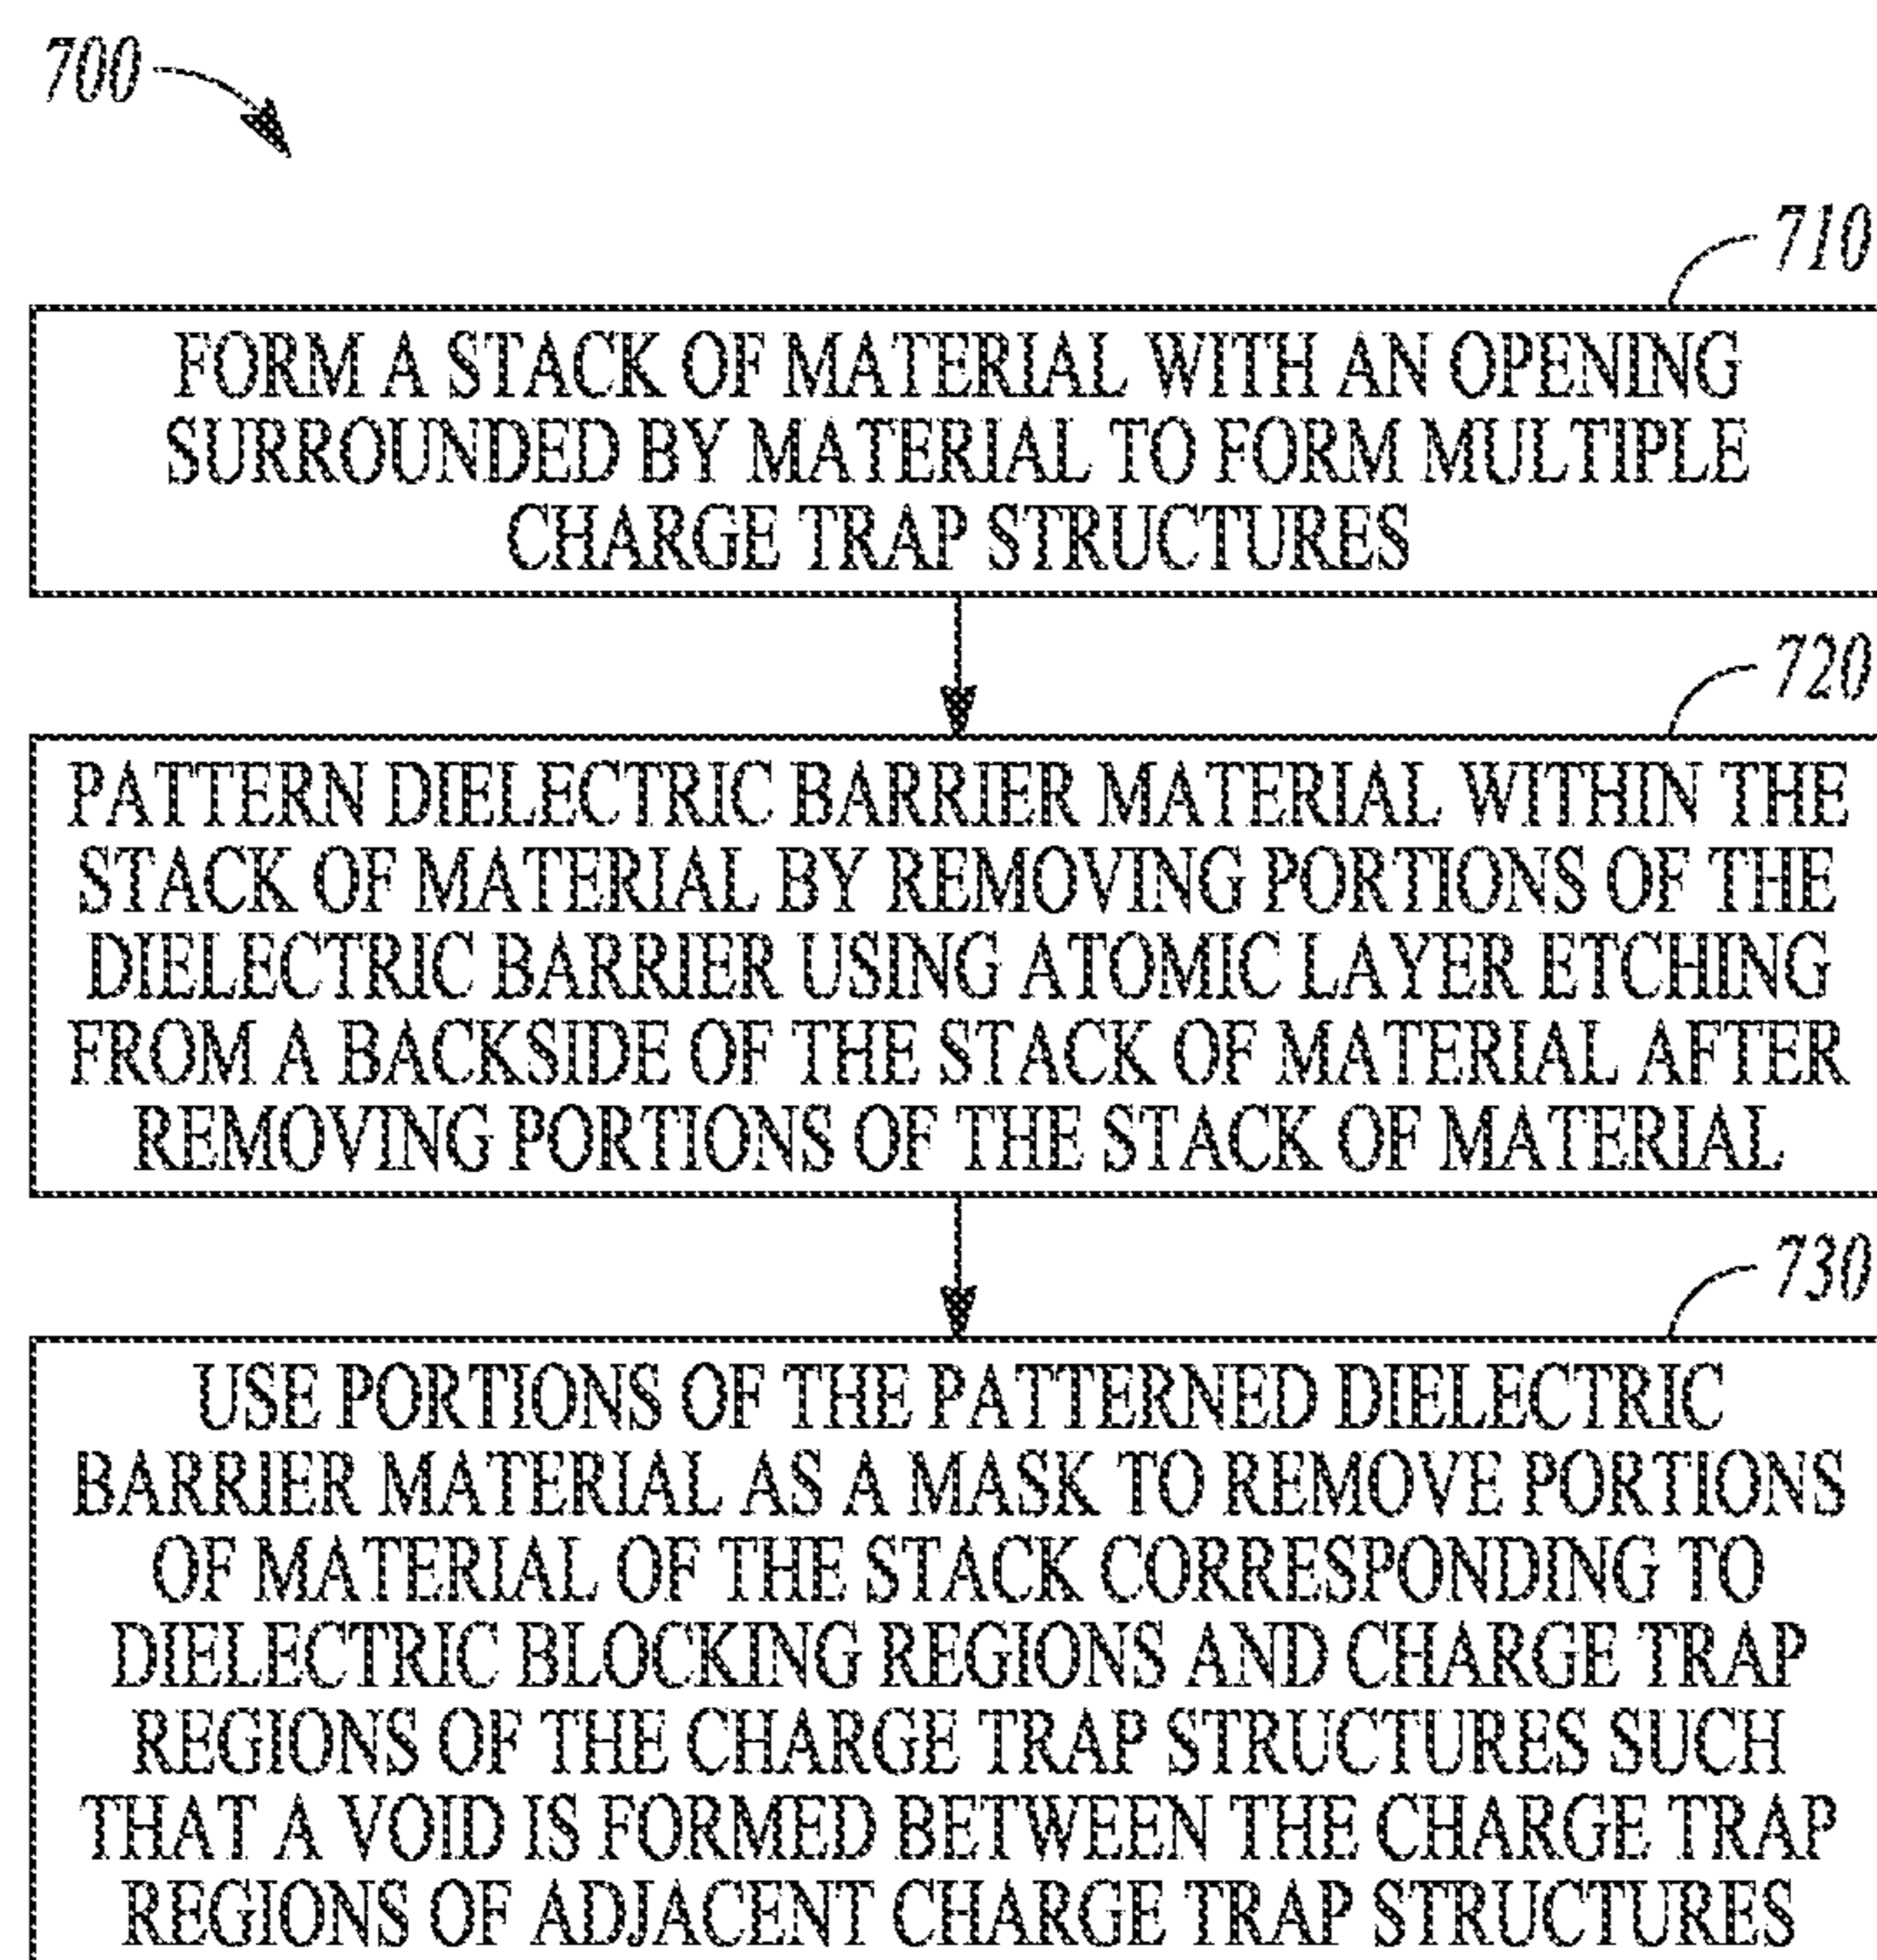 700
710
FORM A STACK OF MATERIAL WITH AN OPENING
SURROUNDED BY MATERIAL TO FORM MULTIPLE
CHARGE TRAP STRUCTURES
720
PATTERN DIELECTRIC BARRIER MATERIAL WITHIN THE
STACK OF MATERIAL BY REMOVING PORTIONS OF THE
DIELECTRIC BARRIER USING ATOMIC LAYER ETCHING
FROM A BACKSIDE OF THE STACK OF MATERIAL AFTER
REMOVING PORTIONS OF THE STACK OF MATERIAL
730
USE PORTIONS OF THE PATTERNED DIELECTRIC
BARRIER MATERIAL AS A MASK TO REMOVE PORTIONS
OF MATERIAL OF THE STACK CORRESPONDING TO
DIELECTRIC BLOCKING REGIONS AND CHARGE TRAP
REGIONS OF THE CHARGE TRAP STRUCTURES SUCH
THAT A VOID IS FORMED BETWEEN THE CHARGE TRAP
REGIONS OF ADJACENT CHARGE TRAP STRUCTURES